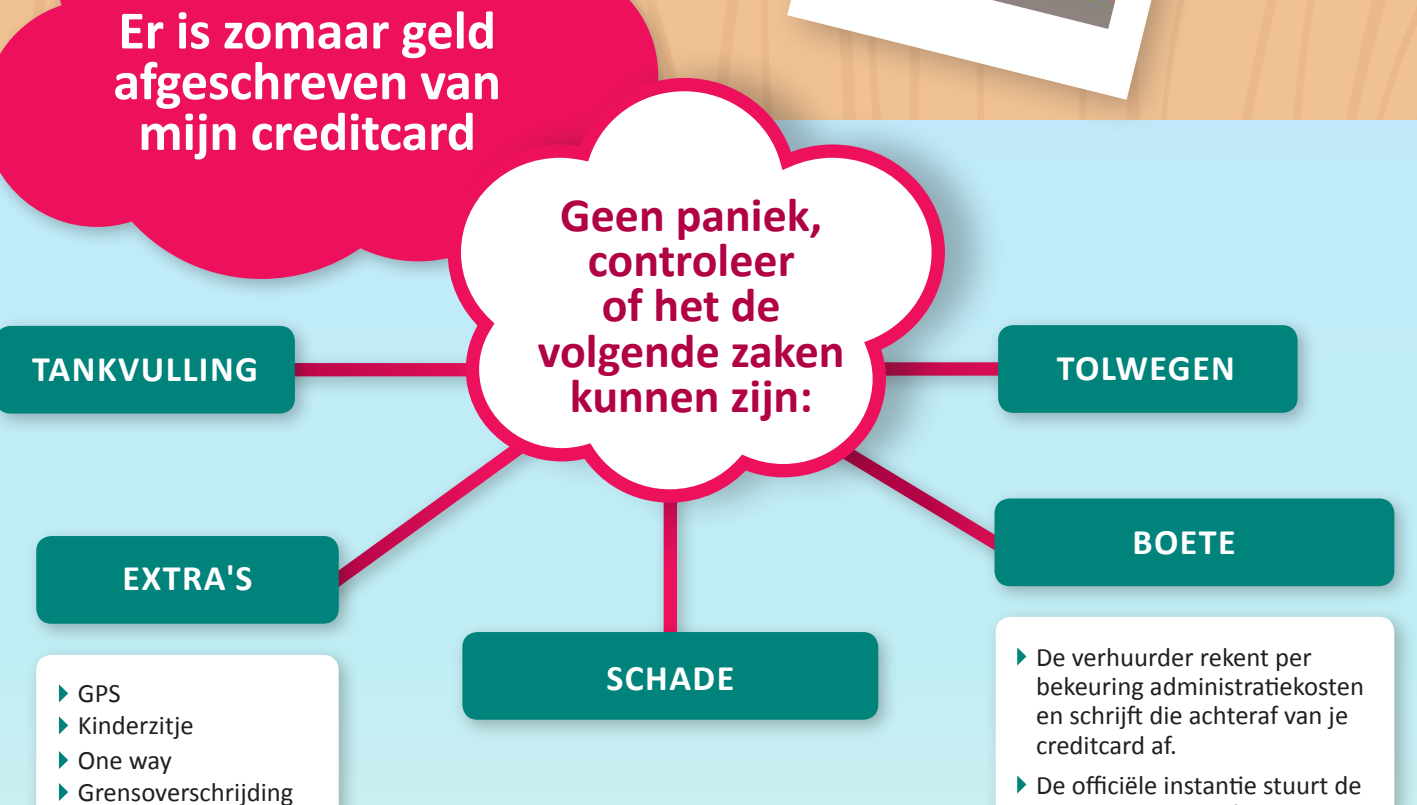 Er is zomaar geld
afgeschreven van
mijn creditcard
Geen paniek,
controleer
of het de
volgende zaken
kunnen zijn:
TANKVULLING
TOLWEGEN
EXTRA'S
GPS
Kinderzitje
One way
Grensoverschrijding
SCHADE
BOETE
De verhuurder rekent per
bekeuring administratiekosten
en schrijft die achteraf van je
creditcard af.
De officiële instantie stuurt de